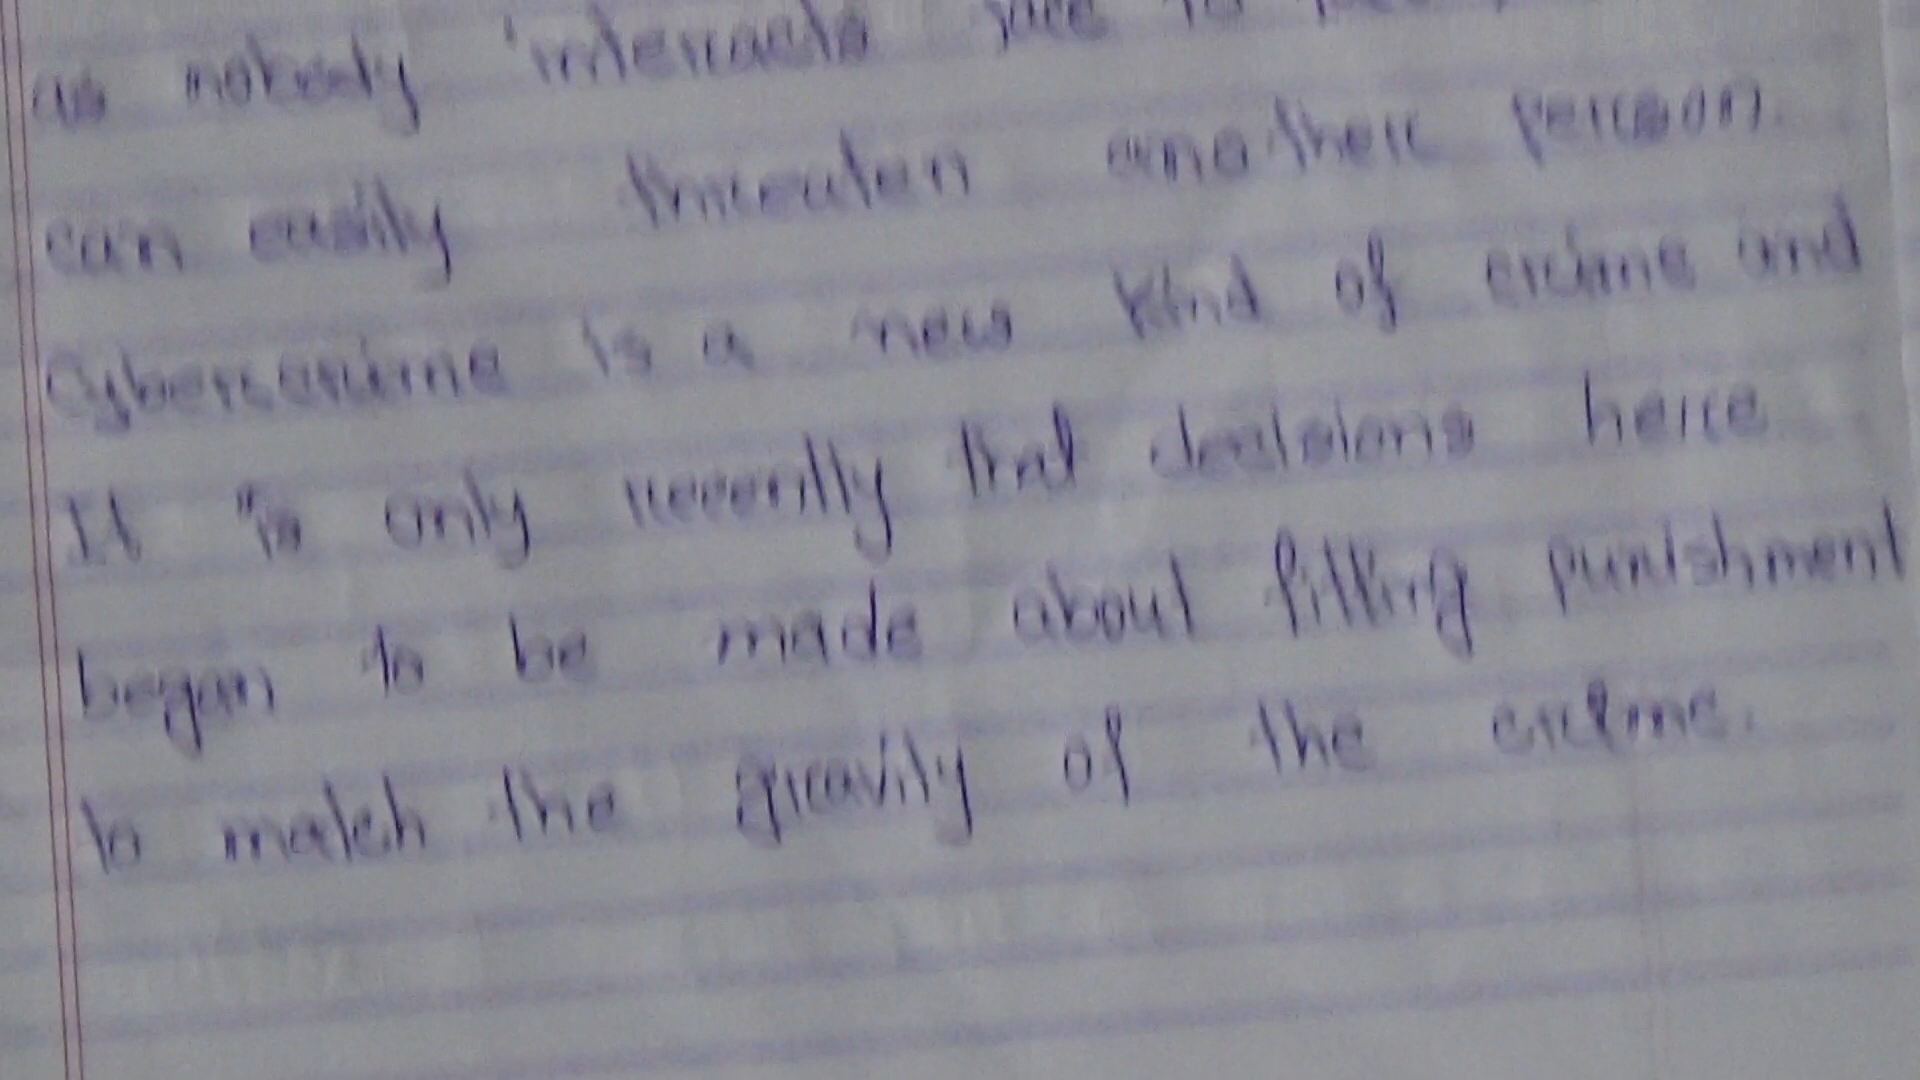 as nobody interacts face to
can easily threaten another person.
Cybercrime is a new kind of crime and
It is only recently that decisions here
began to be made about fitting punishment
to match the gravity of the crime.